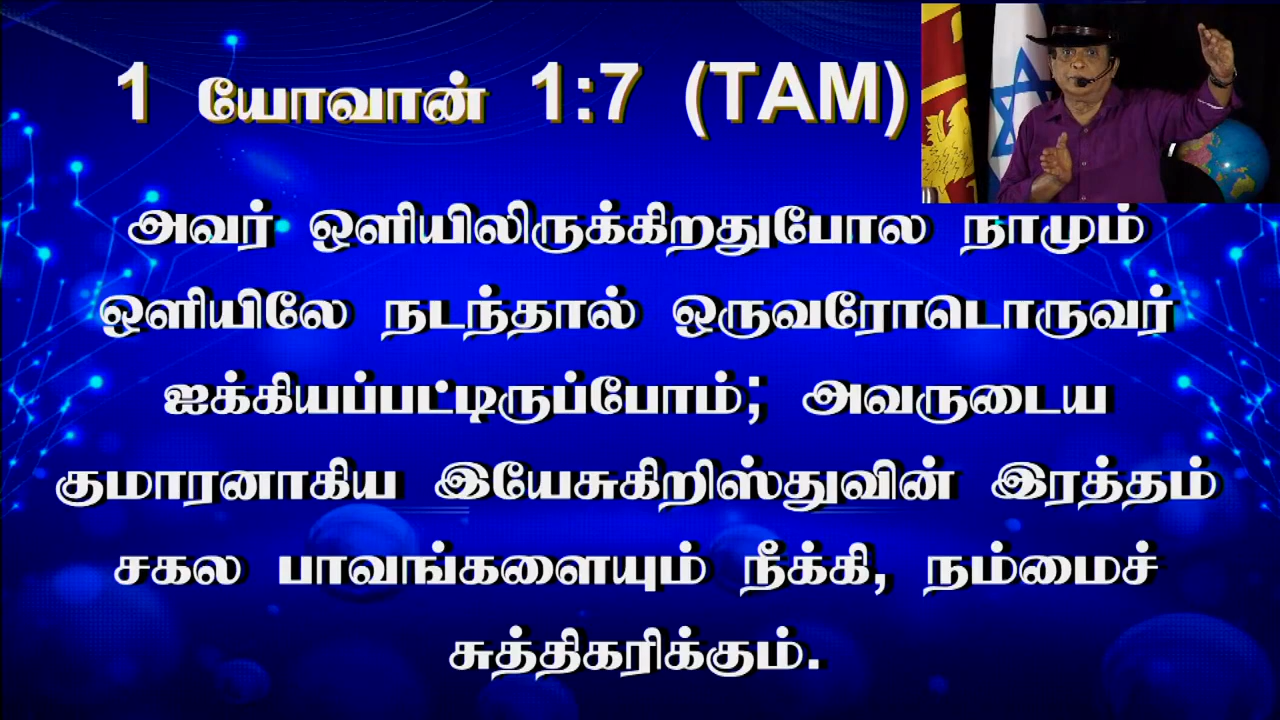 1 யோவான் 1:7 (TAM)
அவர் ஒளியிலிருக்கிறதுபோல நாமும்
ஒளியிலே நடந்தால் ஒருவரோடொருவர்
ஐக்கியப்பட்டிருப்போம்; அவருடைய
குமாரனாகிய இயேசுகிறிஸ்துவின் இரத்தம்
சகல பாவங்களையும் நீக்கி, நம்மைச்
சுத்திகரிக்கும்.